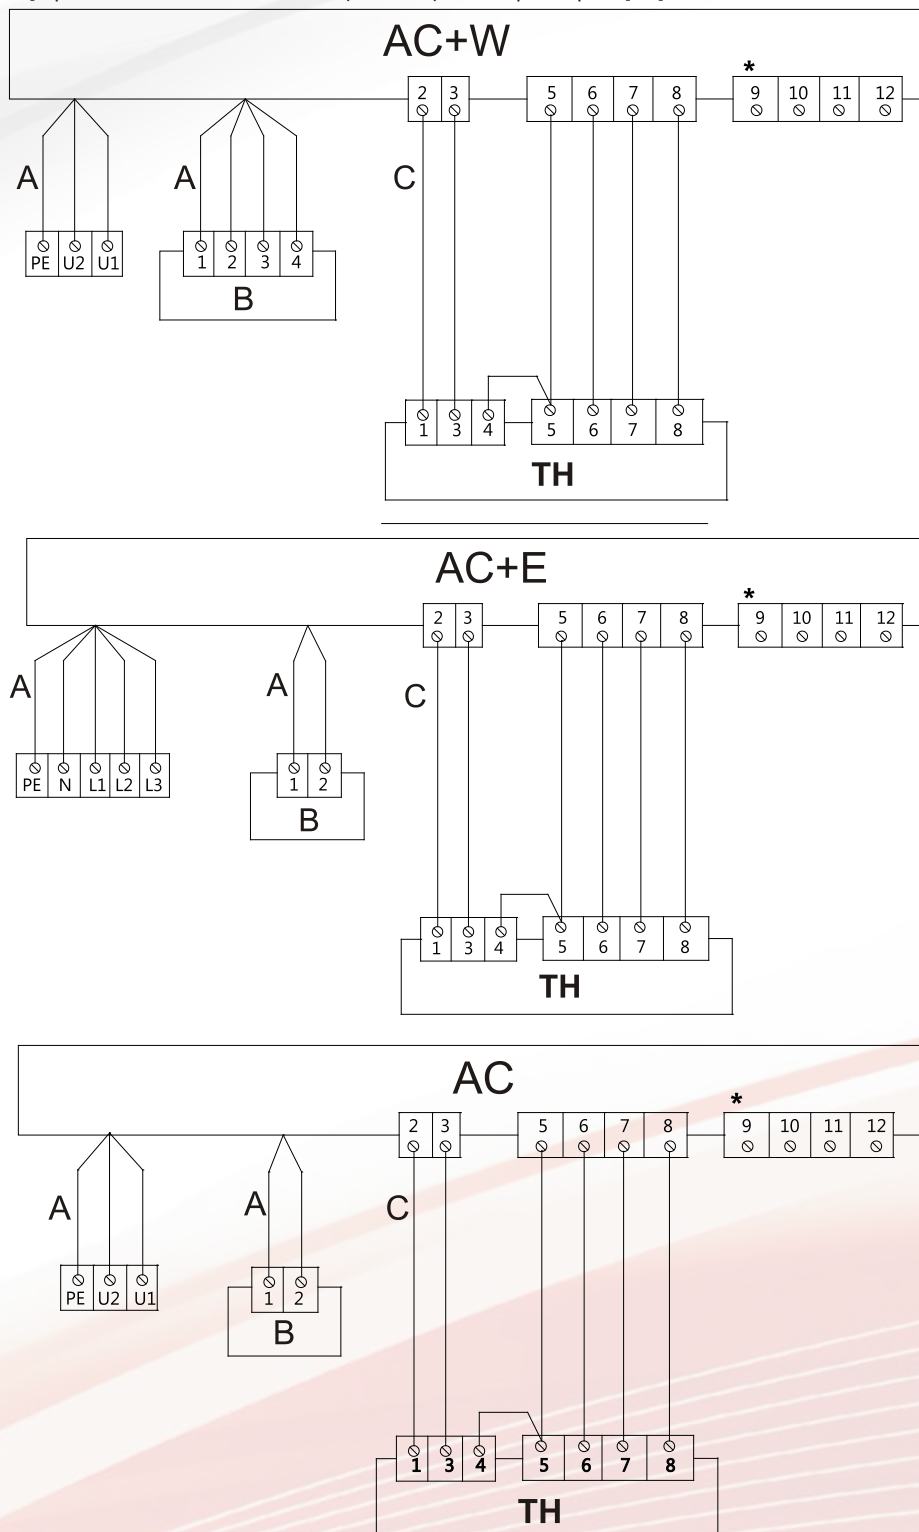 AC+W
*
2 3 5 6 7 8 9 10 11 12
A A C
PE U2 U1 1 2 3 4
B
1 3 4 5 6 7 8
TH
AC+E
*
2 3 5 6 7 8 9 10 11 12
A A C
PE N L1 L2 L3 1 2
B
1 3 4 5 6 7 8
TH
AC
*
2 3 5 6 7 8 9 10 11 12
A A C
PE U2 U1 1 2
B
1 3 4 5 6 7 8
TH